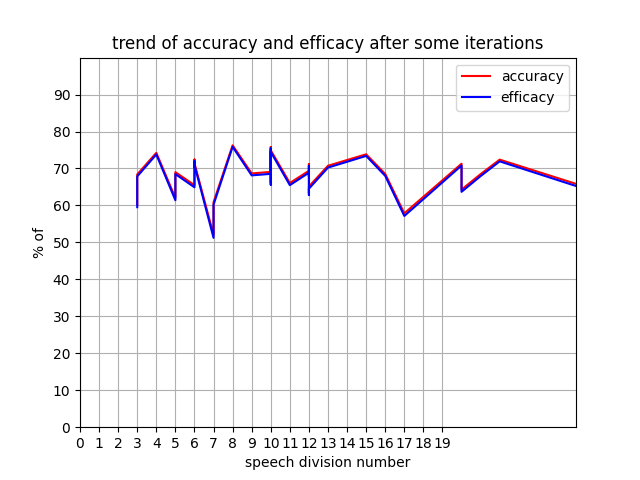 trend of accuracy and efficacy after some iterations
accuracy
efficacy
% of
90
80
70
60
50
40
30
20
10
0
0 1 2 3 4 5 6 7 8 9 10 11 12 13 14 15 16 17 18 19
speech division number